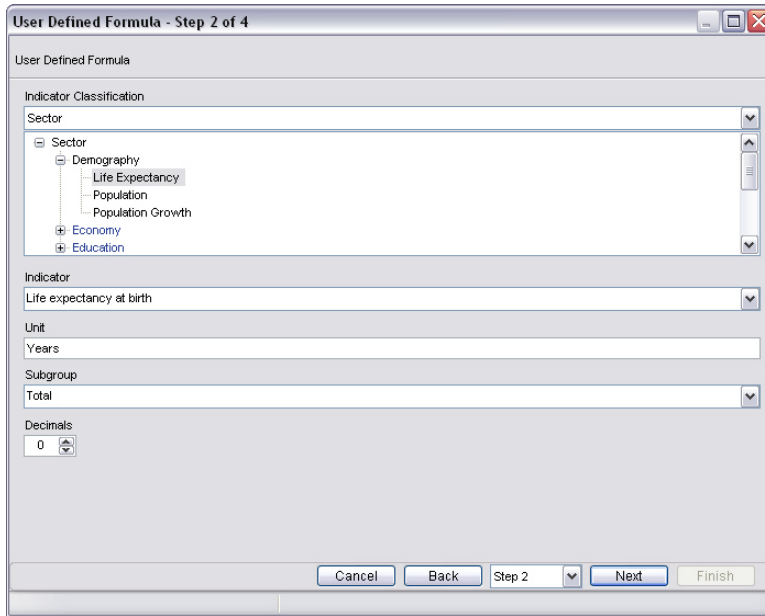 User Defined Formula - Step 2 of 4
User Defined Formula
Indicator Classification
Sector
Sector
Demography
Life Expectancy
Population
Population Growth
Economy
Education
Indicator
Life expectancy at birth
Unit
Years
Subgroup
Total
Decimals
0
Cancel Back Step 2 Next Finish